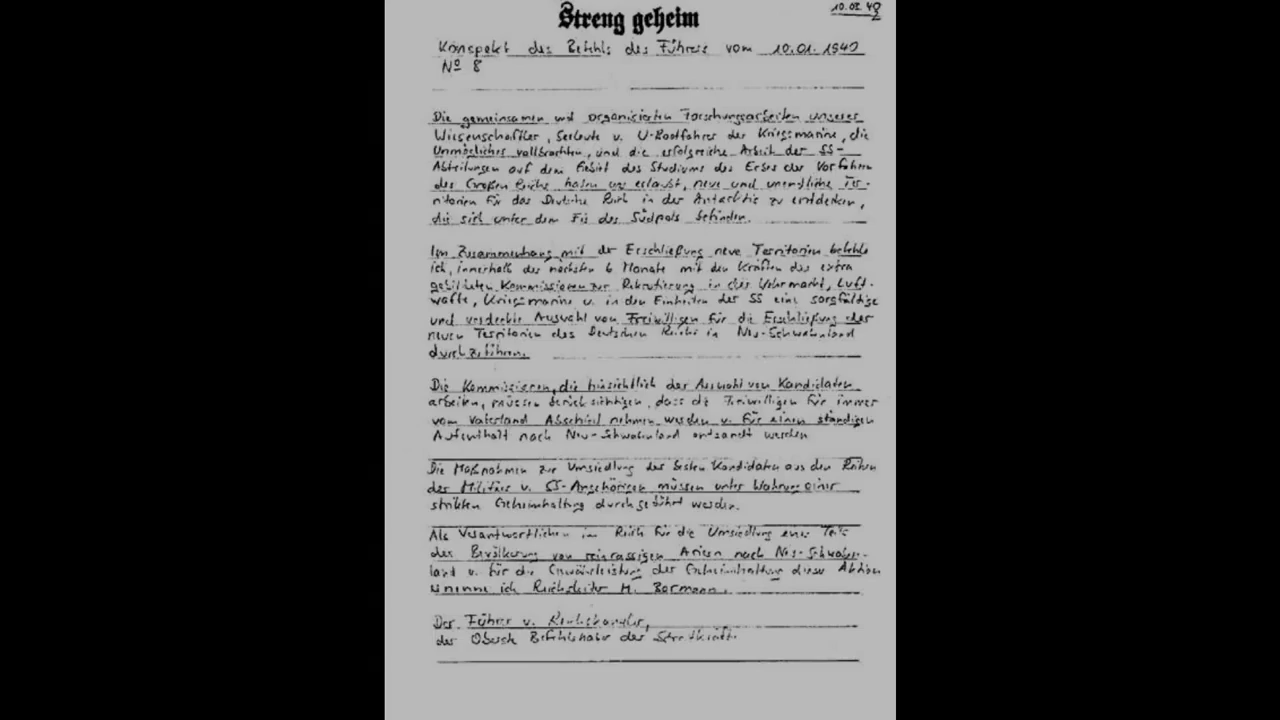 Streng geheim
10.02.40
Konspekt des Befehls des Führers vom 10.01.1940
№ 8
Die gemeinsamen und organisierten Forschungsarbeiten unserer
Wissenschaftler, Seeleute u. U-Bootfahrer der Kriegsmarine, die
Unmögliches vollbrachten, und die erfolgreiche Arbeit der SS-
Abteilungen auf dem Gebiet des Studiums des Erbes der Vorfahren
des Großen Reichs haben uns erlaubt, neue und unendliche Ter-
ritorien für das Deutsche Reich in der Antarktis zu entdecken,
die sich unter dem Eis des Südpols befinden.
Im Zusammenhang mit der Erschließung neue Territorien befehle
ich, innerhalb des nächsten 6 Monate mit den Kräften des extra
gebildeten Kommissionen zur Rekrutierung in der Wehrmacht, Luft-
waffe, Kriegsmarine u. in den Einheiten der SS eine sorgfältige
und verdeckte Auswahl von Freiwilligen für die Erschließung der
neuen Territorien des Deutschen Reichs in Neu-Schwabenland
durchzuführen.
Die Kommissionen, die hinsichtlich der Auswahl von Kandidaten
arbeiten, müssen berücksichtigen, dass die Freiwilligen für immer
vom Vaterland Abschied nehmen werden u. für einen ständigen
Aufenthalt nach Neu-Schwabenland entsandt werden
Die Maßnahmen zur Umsiedlung der besten Kandidaten aus den Reihen
der Militärs u. SS-Angehörigen müssen unter Wahrung einer
strikten Geheimhaltung durchgeführt werden.
Als Verantwortlichen im Reich für die Umsiedlung eines Teils
der Bevölkerung von reinrassigen Ariern nach Neu-Schwaben-
land u. für die Gewährleistung der Geheimhaltung dieser Aktion
ernenne ich Reichsleiter M. Bormann.
Der Führer u. Reichskanzler,
der Oberste Befehlshaber der Streitkräfte